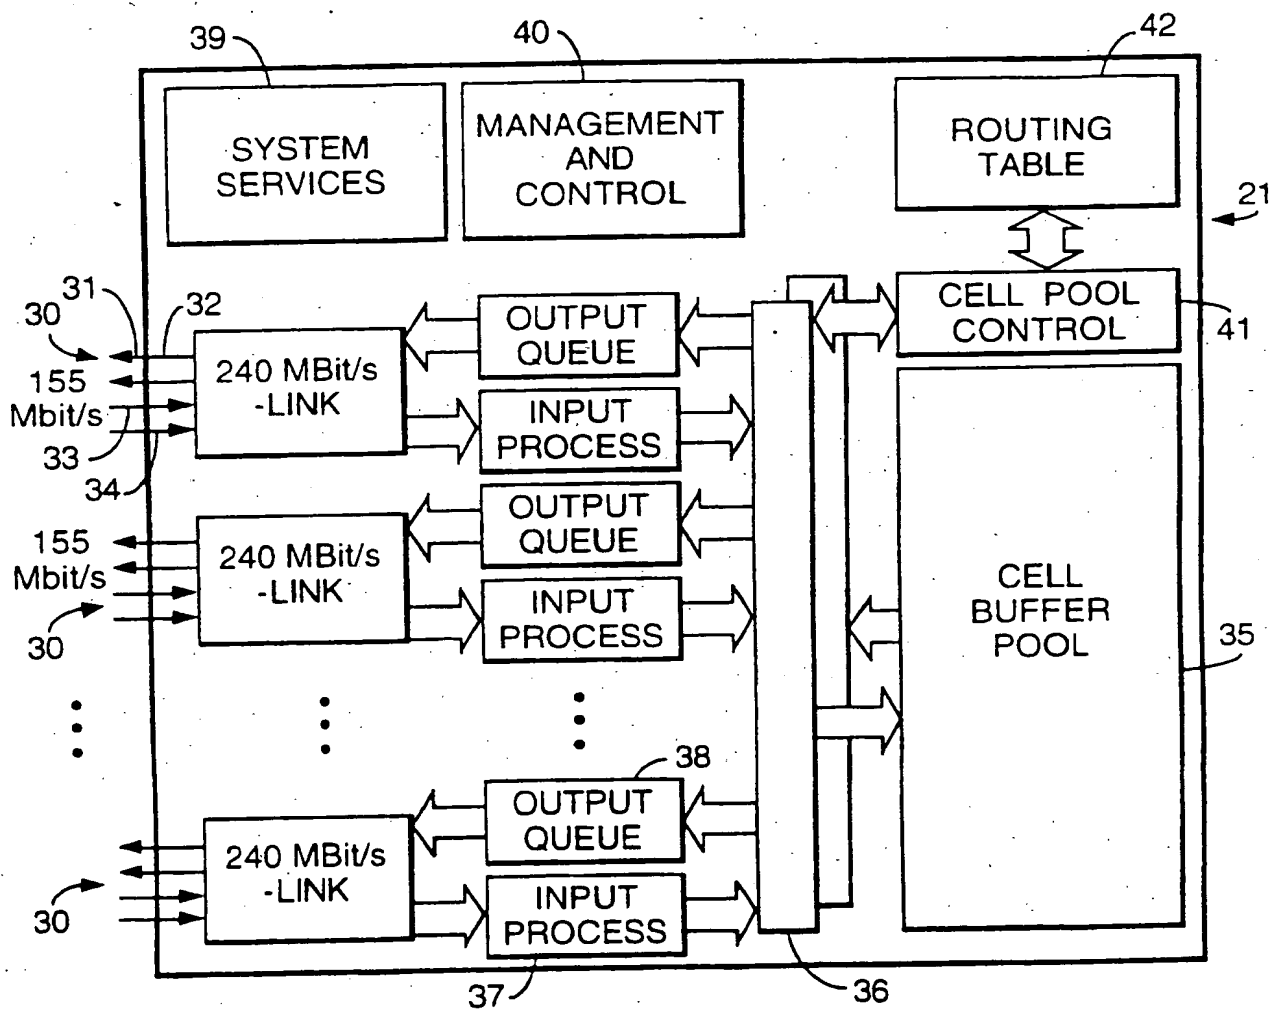 39
40
42
SYSTEM
SERVICES
MANAGEMENT
AND
CONTROL
ROUTING
TABLE
21
31
30
32
155
Mbit/s
33
34
240 MBit/s
-LINK
OUTPUT
QUEUE
INPUT
PROCESS
CELL POOL
CONTROL
41
155
Mbit/s
30
240 MBit/s
-LINK
OUTPUT
QUEUE
INPUT
PROCESS
CELL
BUFFER
POOL
35
38
30
240 MBit/s
-LINK
OUTPUT
QUEUE
INPUT
PROCESS
37
36